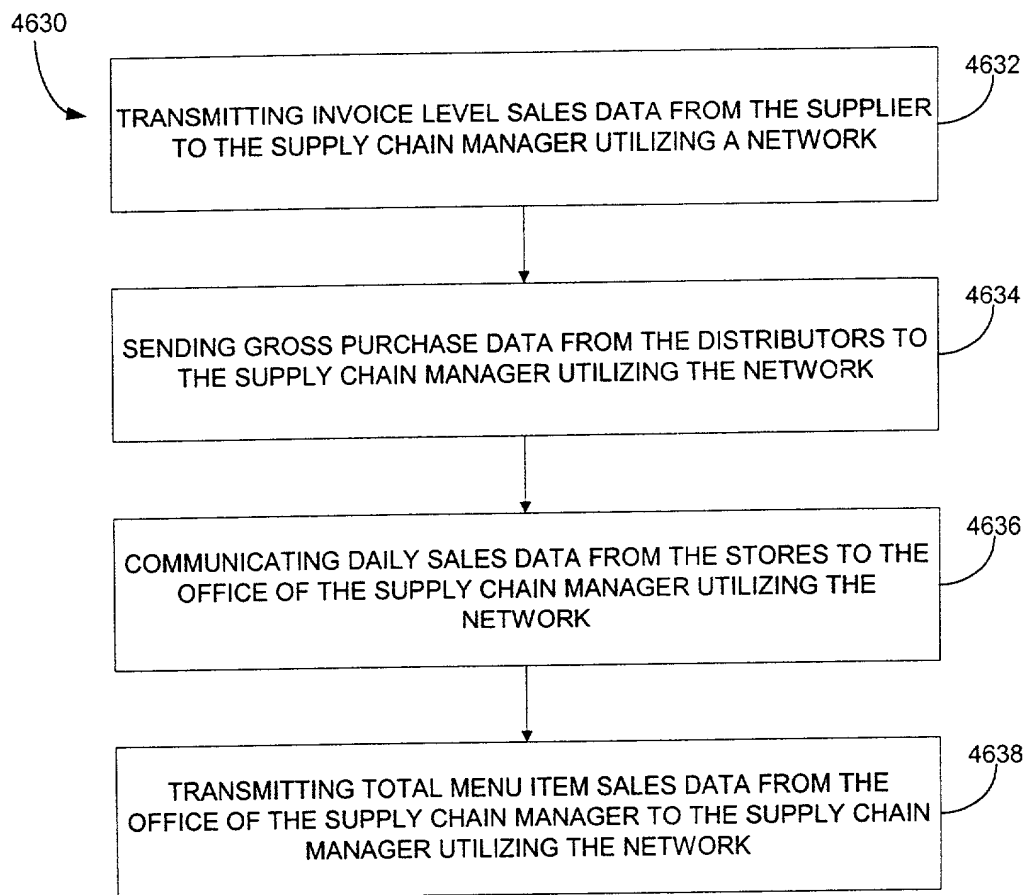 4630
4632
TRANSMITTING INVOICE LEVEL SALES DATA FROM THE SUPPLIER
TO THE SUPPLY CHAIN MANAGER UTILIZING A NETWORK
4634
SENDING GROSS PURCHASE DATA FROM THE DISTRIBUTORS TO
THE SUPPLY CHAIN MANAGER UTILIZING THE NETWORK
4636
COMMUNICATING DAILY SALES DATA FROM THE STORES TO THE
OFFICE OF THE SUPPLY CHAIN MANAGER UTILIZING THE
NETWORK
4638
TRANSMITTING TOTAL MENU ITEM SALES DATA FROM THE
OFFICE OF THE SUPPLY CHAIN MANAGER TO THE SUPPLY CHAIN
MANAGER UTILIZING THE NETWORK